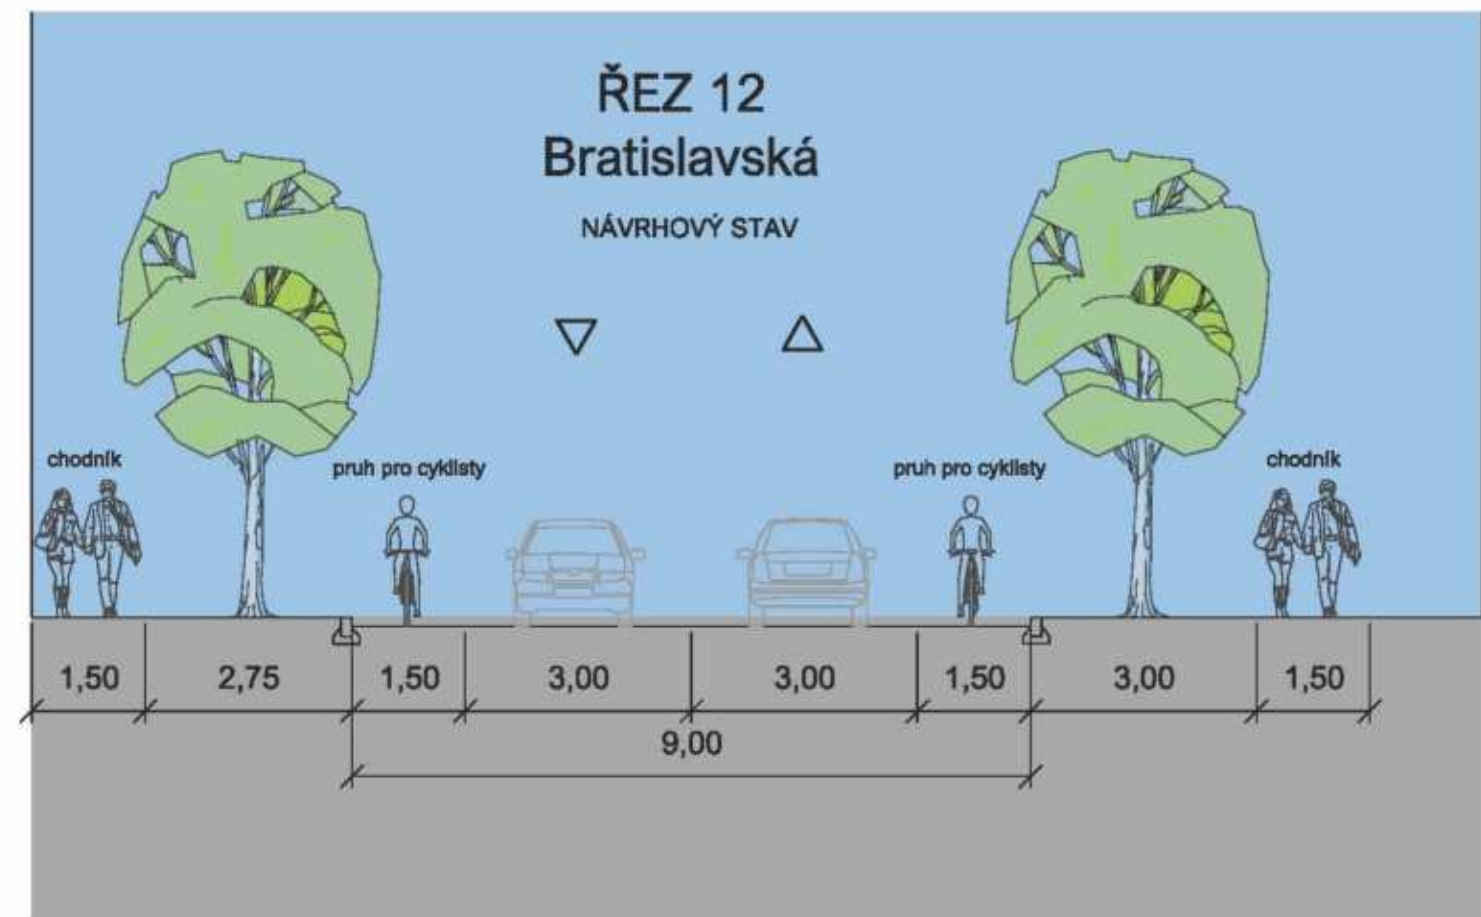 ŘEZ 12
Bratislavská
NÁVRHOVÝ STAV
chodník
pruh pro cyklisty
pruh pro cyklisty
chodník
1,50
2,75
1,50
3,00
3,00
1,50
3,00
1,50
9,00